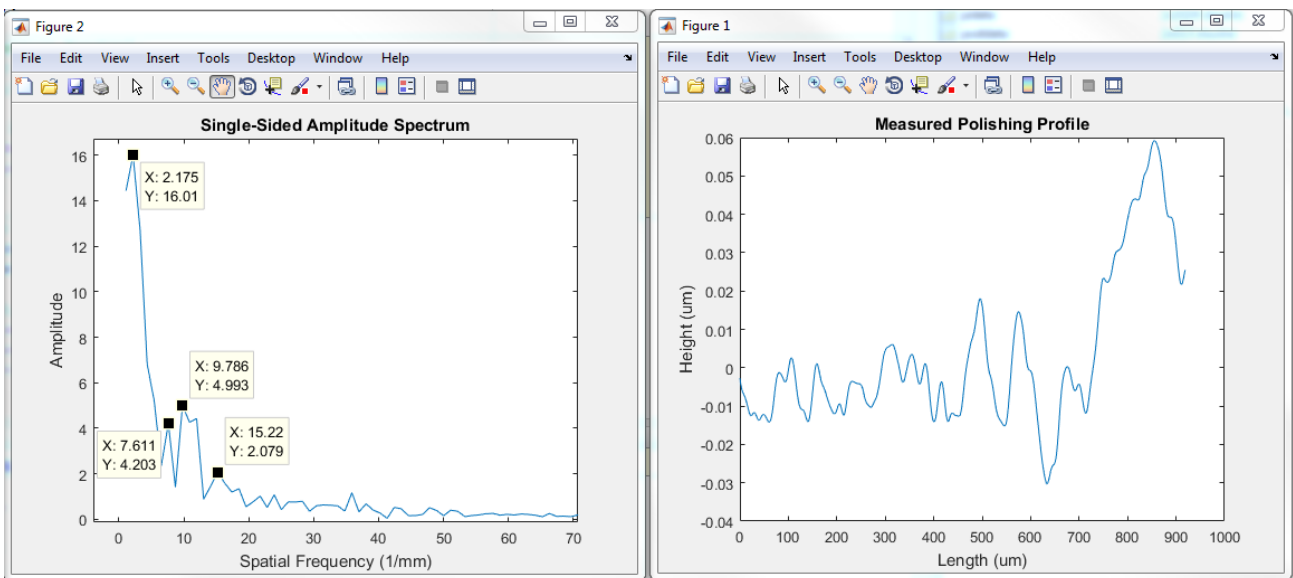 Figure 2
File Edit View Insert Tools Desktop Window Help
Single-Sided Amplitude Spectrum
16
14
12
10
8
6
4
2
0
Amplitude
X: 2.175
Y: 16.01
X: 9.786
Y: 4.993
X: 7.611
Y: 4.203
X: 15.22
Y: 2.079
0 10 20 30 40 50 60 70
Spatial Frequency (1/mm)
Figure 1
File Edit View Insert Tools Desktop Window Help
Measured Polishing Profile
0.06
0.05
0.04
0.03
0.02
0.01
0
-0.01
-0.02
-0.03
-0.04
Height (um)
0 100 200 300 400 500 600 700 800 900 1000
Length (um)